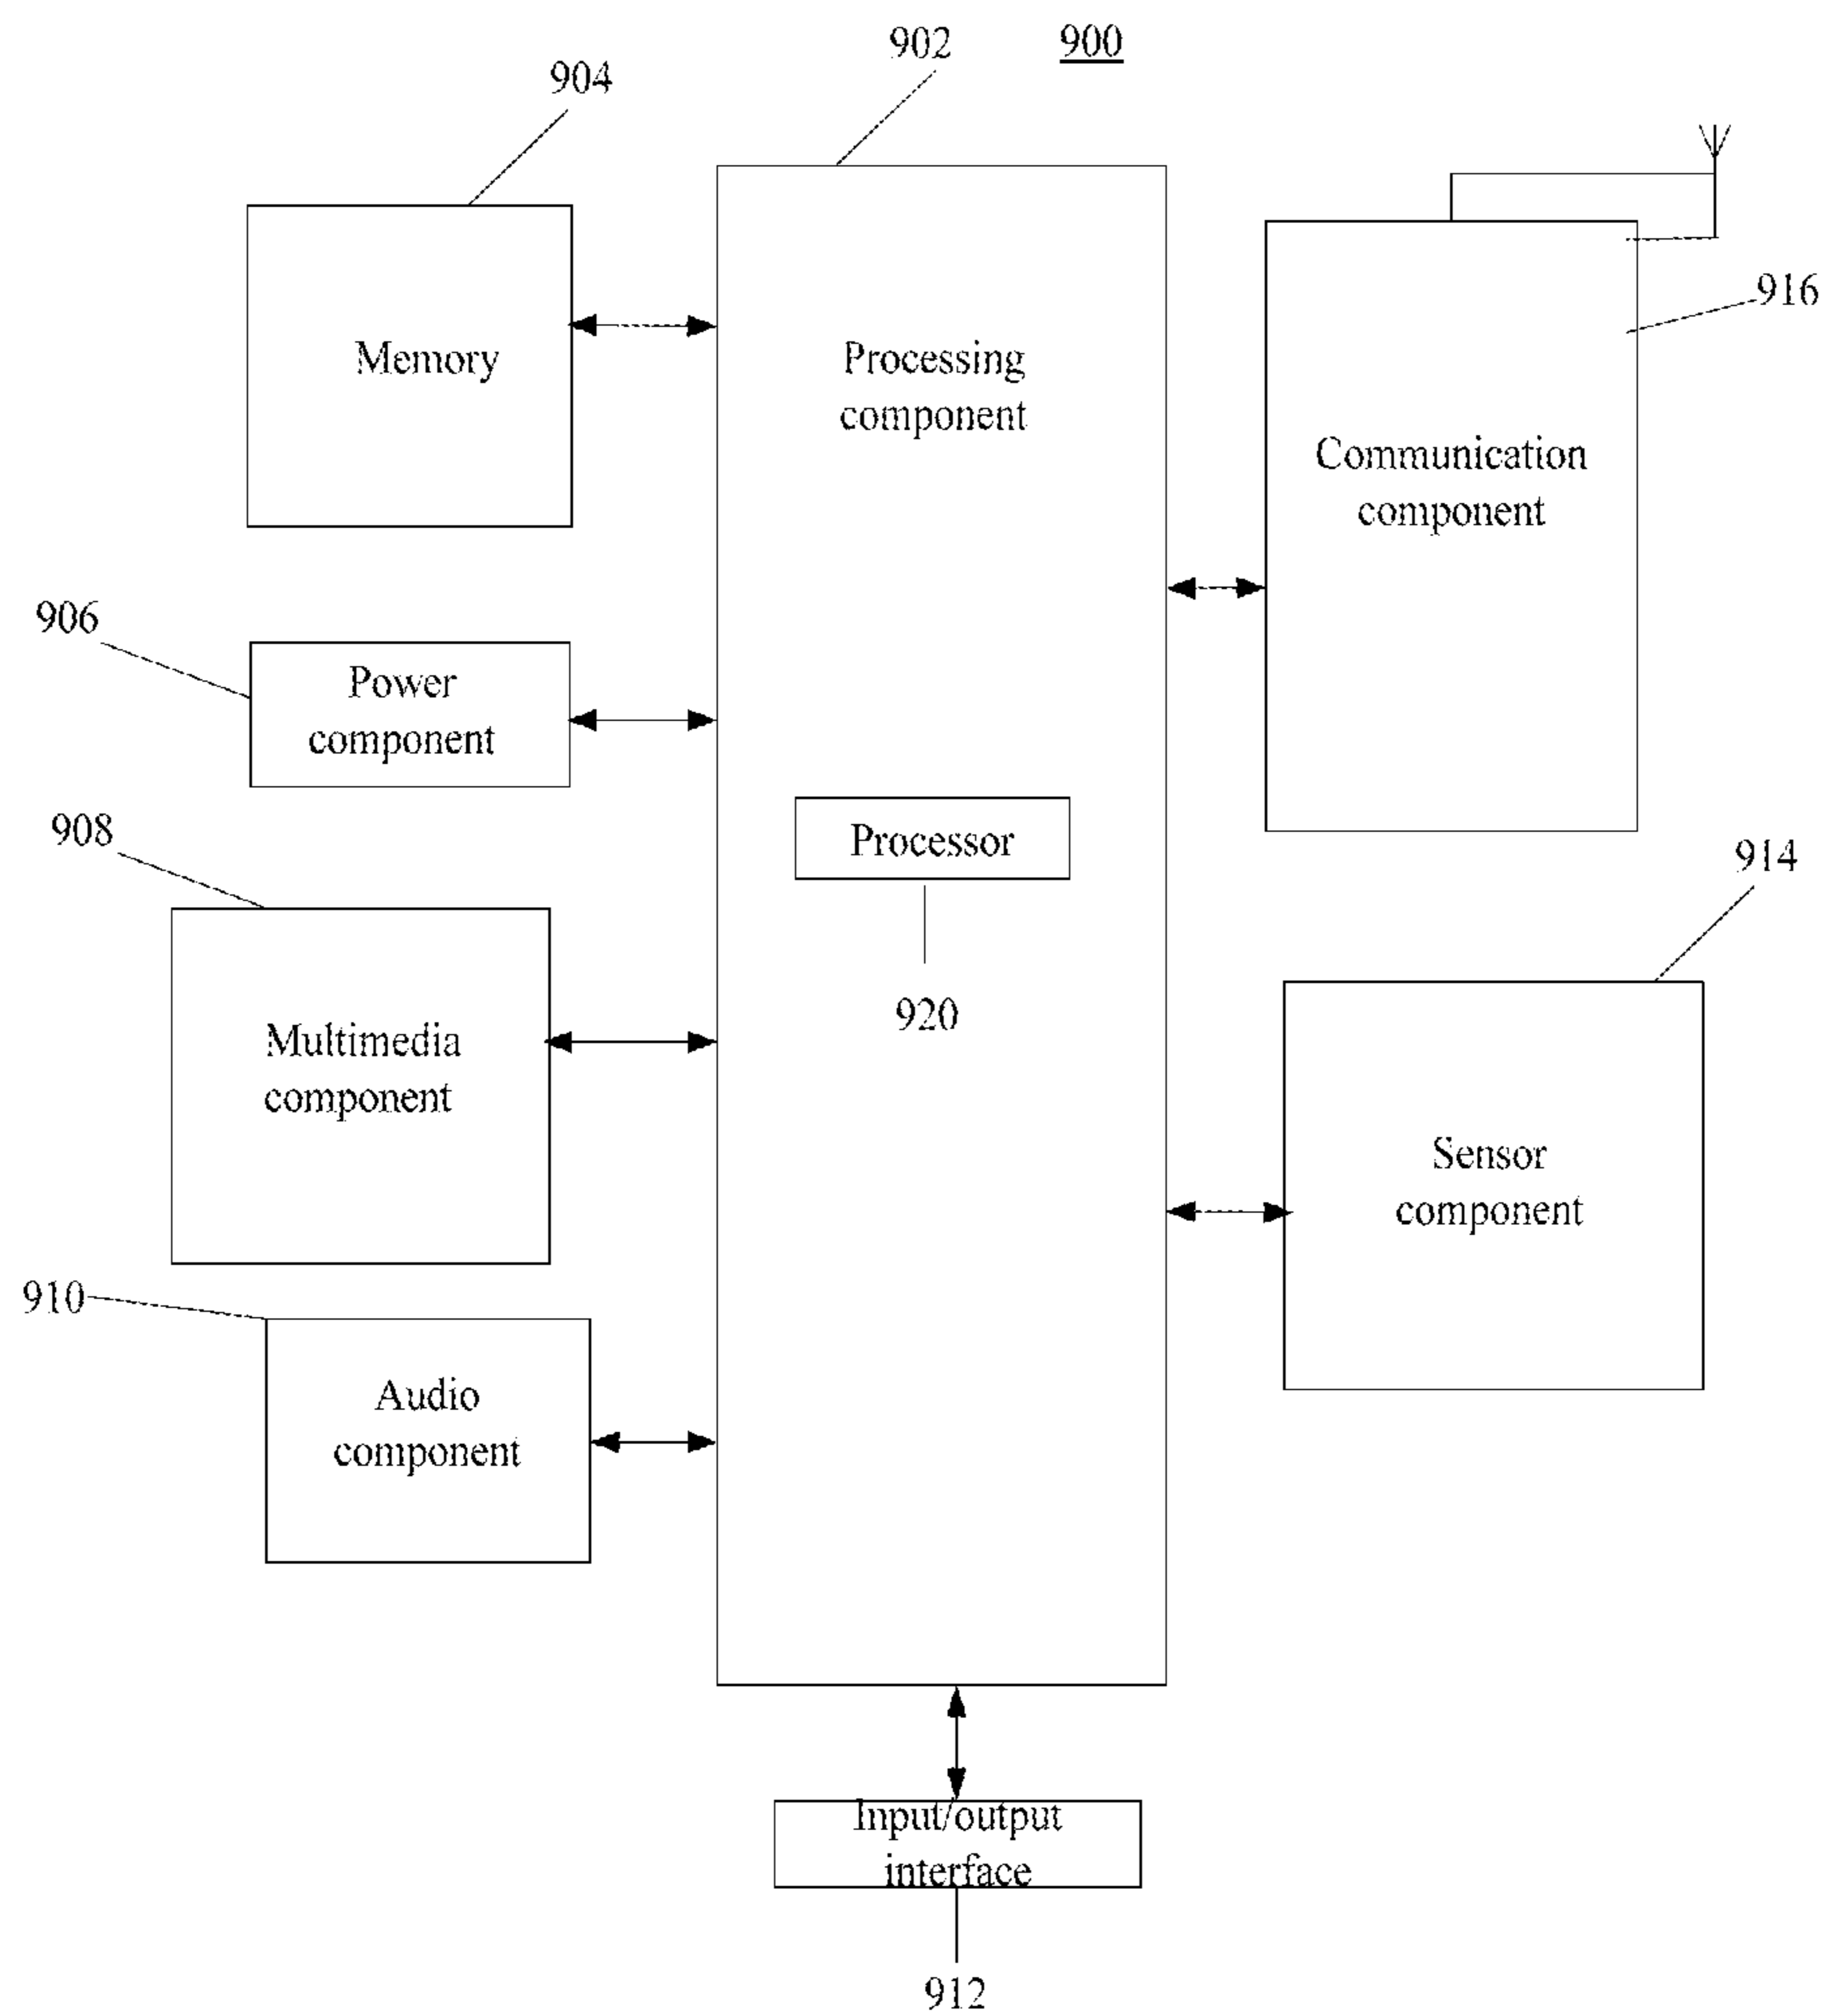 902
900
904
916
Memory
Processing
component
Communication
component
906
Power
component
908
Processor
914
920
Multimedia
component
Sensor
component
910
Audio
component
Input/output
interface
912